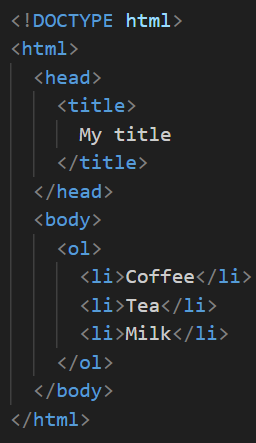 <!DOCTYPE html>
<html>
  <head>
    <title>
      My title
    </title>
  </head>
  <body>
    <ol>
      <li>Coffee</li>
      <li>Tea</li>
      <li>Milk</li>
    </ol>
  </body>
</html>